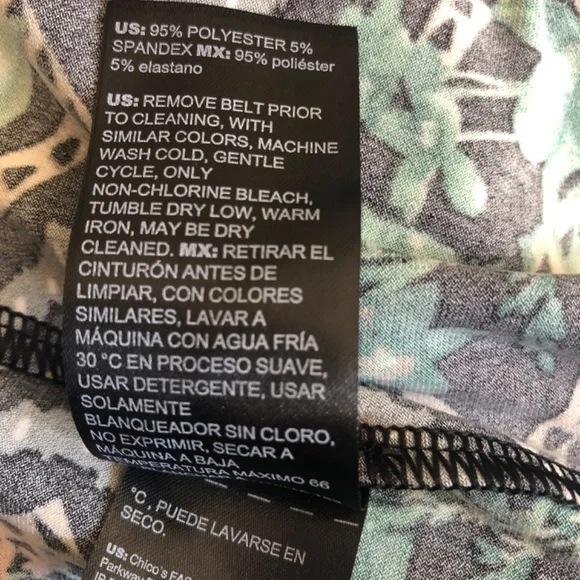 US: 95% POLYESTER 5%
SPANDEX MX: 95% poliéster
5% elastano
US: REMOVE BELT PRIOR
TO CLEANING, WITH
SIMILAR COLORS, MACHINE
WASH COLD, GENTLE
CYCLE, ONLY
NON-CHLORINE BLEACH,
TUMBLE DRY LOW, WARM
IRON, MAY BE DRY
CLEANED. MX: RETIRAR EL
CINTURÓN ANTES DE
LIMPIAR, CON COLORES
SIMILARES, LAVAR A
MÁQUINA CON AGUA FRÍA
30 °C EN PROCESO SUAVE,
USAR DETERGENTE, USAR
SOLAMENTE
BLANQUEADOR SIN CLORO,
NO EXPRIMIR, SECAR A
MÁQUINA A BAJA
TEMPERATURA MÁXIMO 66
°C, PUEDE LAVARSE EN
SECO.
US: Chico's FAS
Parkway